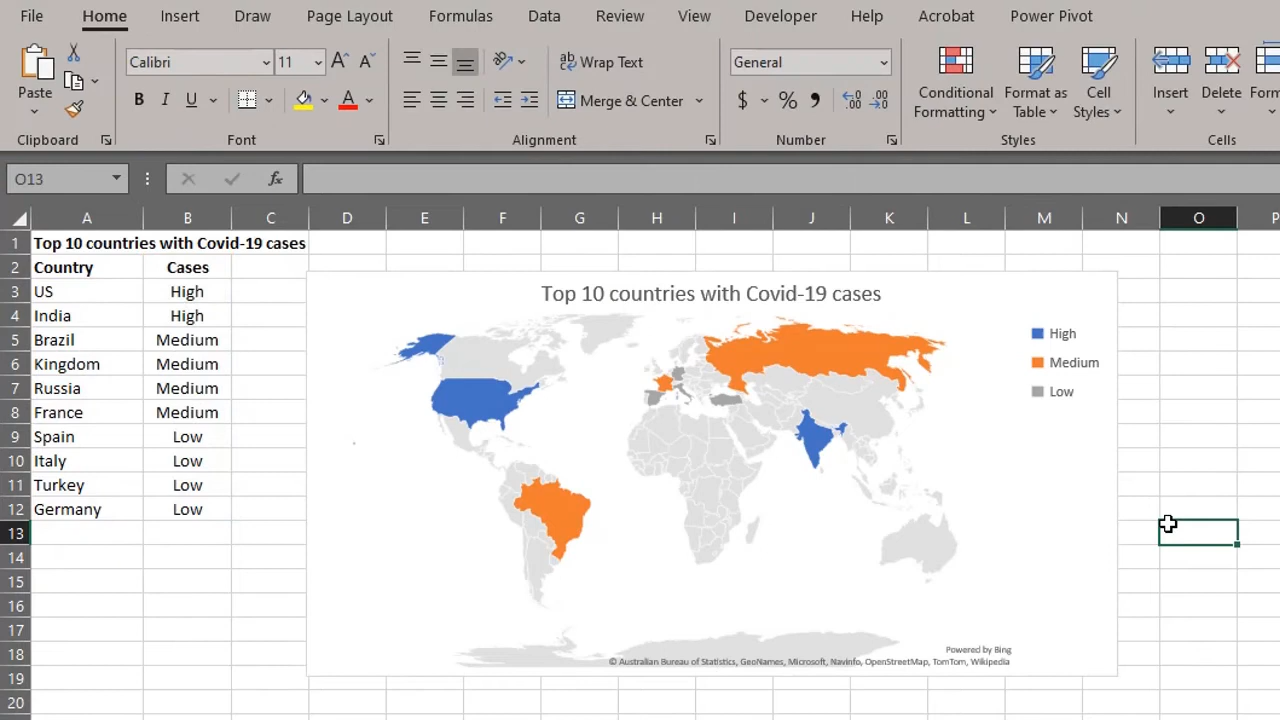 File Home Insert Draw Page Layout Formulas Data Review View Developer Help Acrobat Power Pivot
Calibri 11 A A ab Wrap Text General
Paste B I U A Merge & Center $ % , Conditional Formatting Format as Table Cell Styles Insert Delete Form
Clipboard Font Alignment Number Styles Cells
O13 fx
A B C D E F G H I J K L M N O P
1 Top 10 countries with Covid-19 cases
2 Country Cases
3 US High
4 India High
5 Brazil Medium
6 Kingdom Medium
7 Russia Medium
8 France Medium
9 Spain Low
10 Italy Low
11 Turkey Low
12 Germany Low
13
14
15
16
17
18
19
20
Top 10 countries with Covid-19 cases
High
Medium
Low
Powered by Bing
© Australian Bureau of Statistics, GeoNames, Microsoft, Navinfo, OpenStreetMap, TomTom, Wikipedia